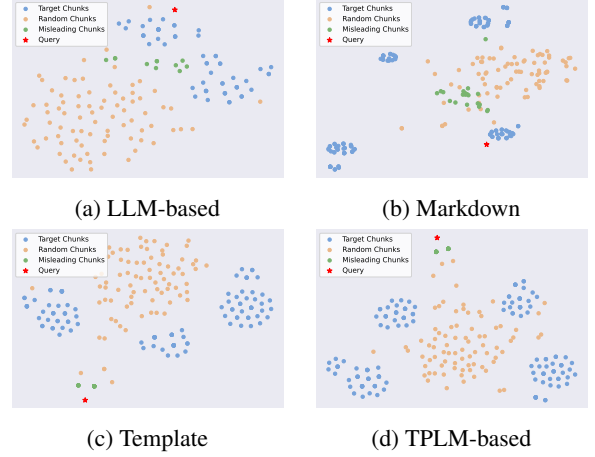 Target Chunks
Random Chunks
Misleading Chunks
Query
Target Chunks
Random Chunks
Misleading Chunks
Query
(a) LLM-based
(b) Markdown
Target Chunks
Random Chunks
Misleading Chunks
Query
Target Chunks
Random Chunks
Misleading Chunks
Query
(c) Template
(d) TPLM-based